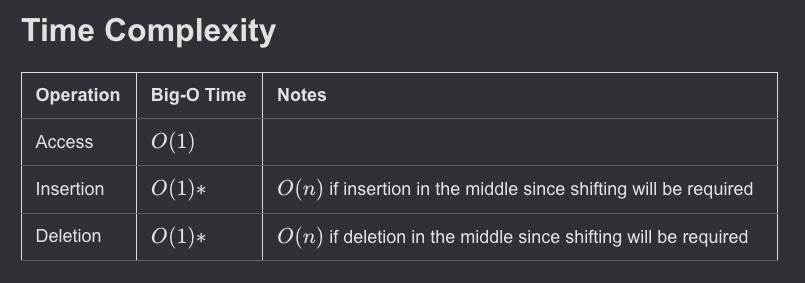 Time Complexity
Operation Big-O Time Notes
Access O(1)
Insertion O(1)* O(n) if insertion in the middle since shifting will be required
Deletion O(1)* O(n) if deletion in the middle since shifting will be required